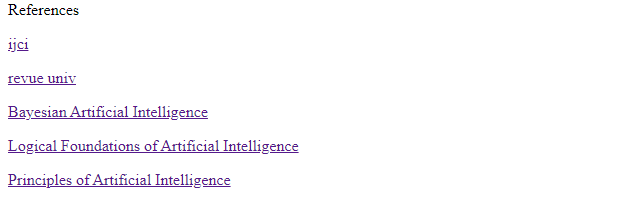 References
ijci
revue univ
Bayesian Artificial Intelligence
Logical Foundations of Artificial Intelligence
Principles of Artificial Intelligence